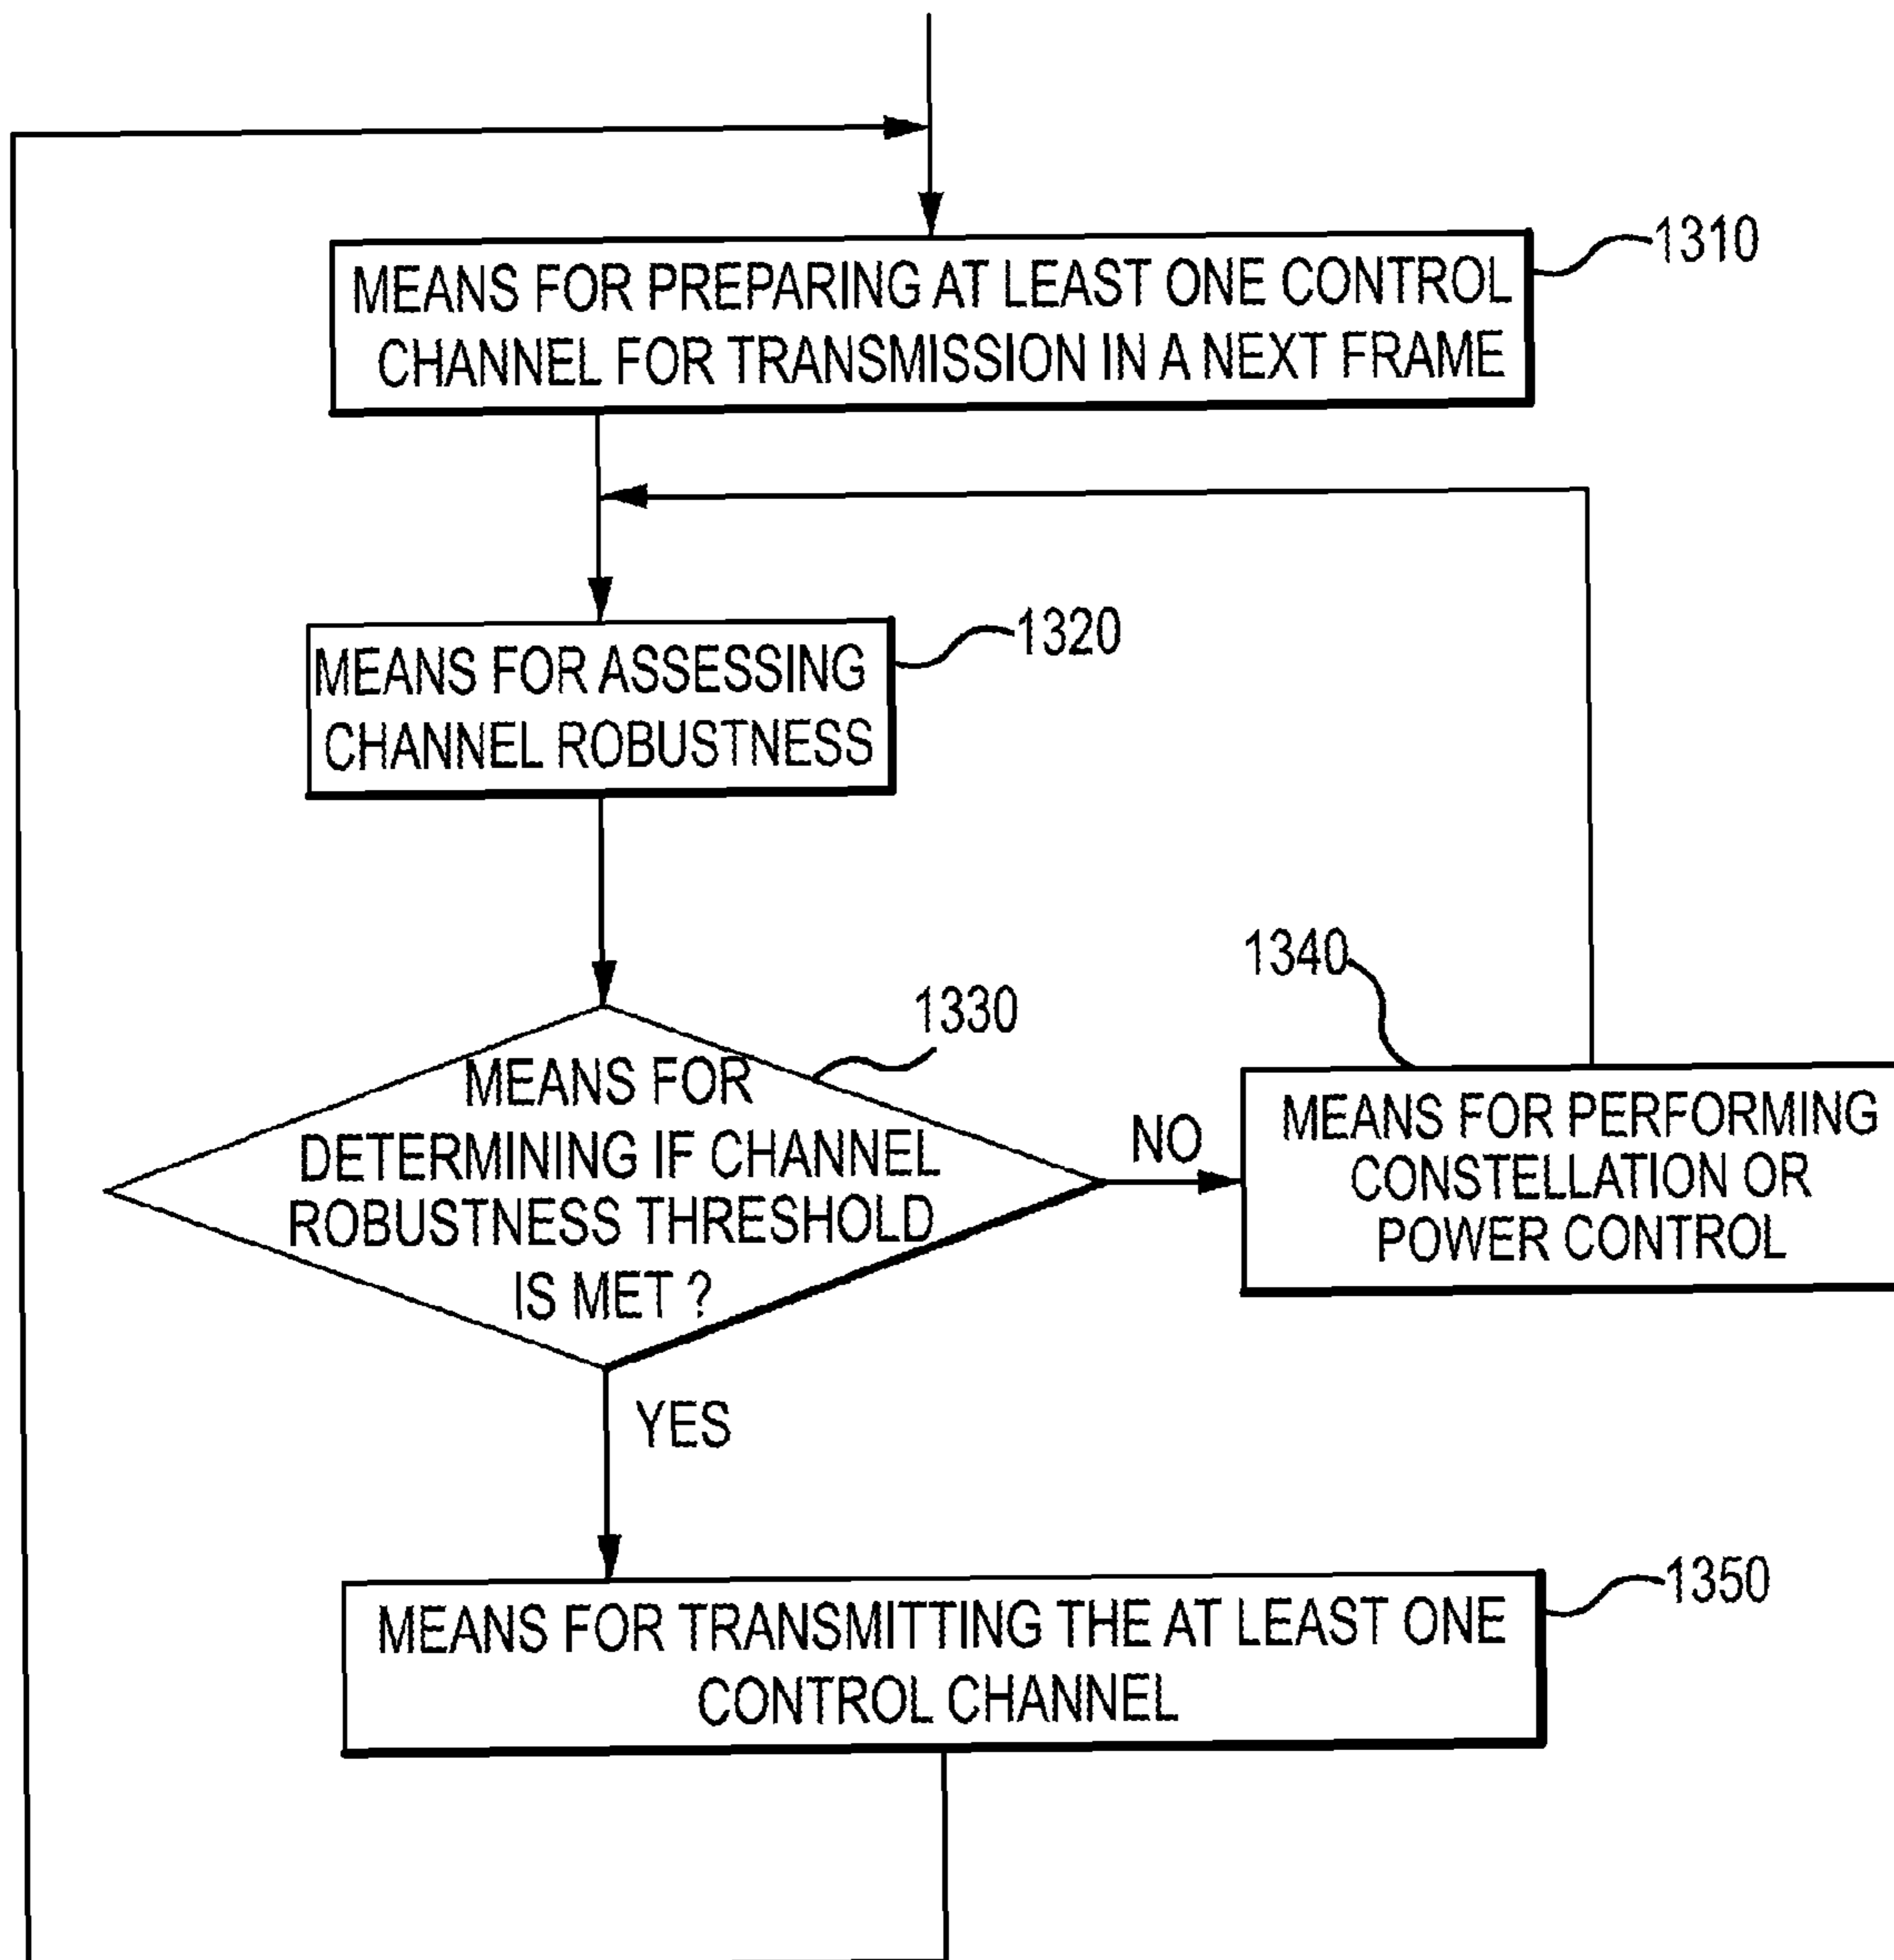 1310
MEANS FOR PREPARING AT LEAST ONE CONTROL
CHANNEL FOR TRANSMISSION IN A NEXT FRAME
1320
MEANS FOR ASSESSING
CHANNEL ROBUSTNESS
1330
MEANS FOR
DETERMINING IF CHANNEL
ROBUSTNESS THRESHOLD
IS MET ?
NO
1340
MEANS FOR PERFORMING
CONSTELLATION OR
POWER CONTROL
YES
1350
MEANS FOR TRANSMITTING THE AT LEAST ONE
CONTROL CHANNEL